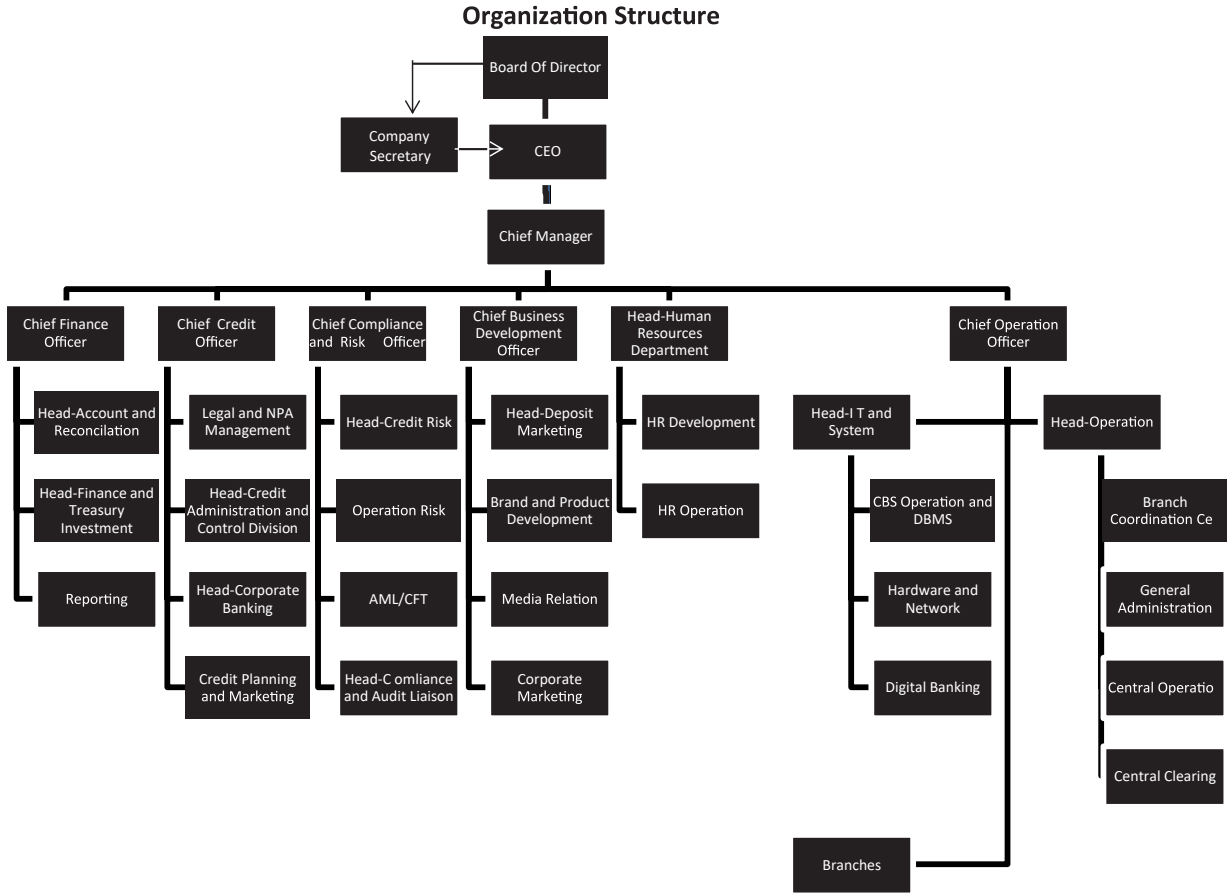 Organization Structure
Board Of Director
Company
Secretary
CEO
Chief Manager
Chief Finance
Officer
Chief Credit
Officer
Chief Compliance
and Risk Officer
Chief Business
Development
Officer
Head-Human
Resources
Department
Chief Operation
Officer
Head-Account and
Reconcilation
Head-Finance and
Treasury
Investment
Reporting
Legal and NPA
Management
Head-Credit
Administration and
Control Division
Head-Corporate
Banking
Credit Planning
and Marketing
Head-Credit Risk
Operation Risk
AML/CFT
Head-C omliance
and Audit Liaison
Head-Deposit
Marketing
Brand and Product
Development
Media Relation
Corporate
Marketing
HR Development
HR Operation
Head-I T and
System
CBS Operation and
DBMS
Hardware and
Network
Digital Banking
Head-Operation
Branch
Coordination Ce
General
Administration
Central Operatio
Central Clearing
Branches